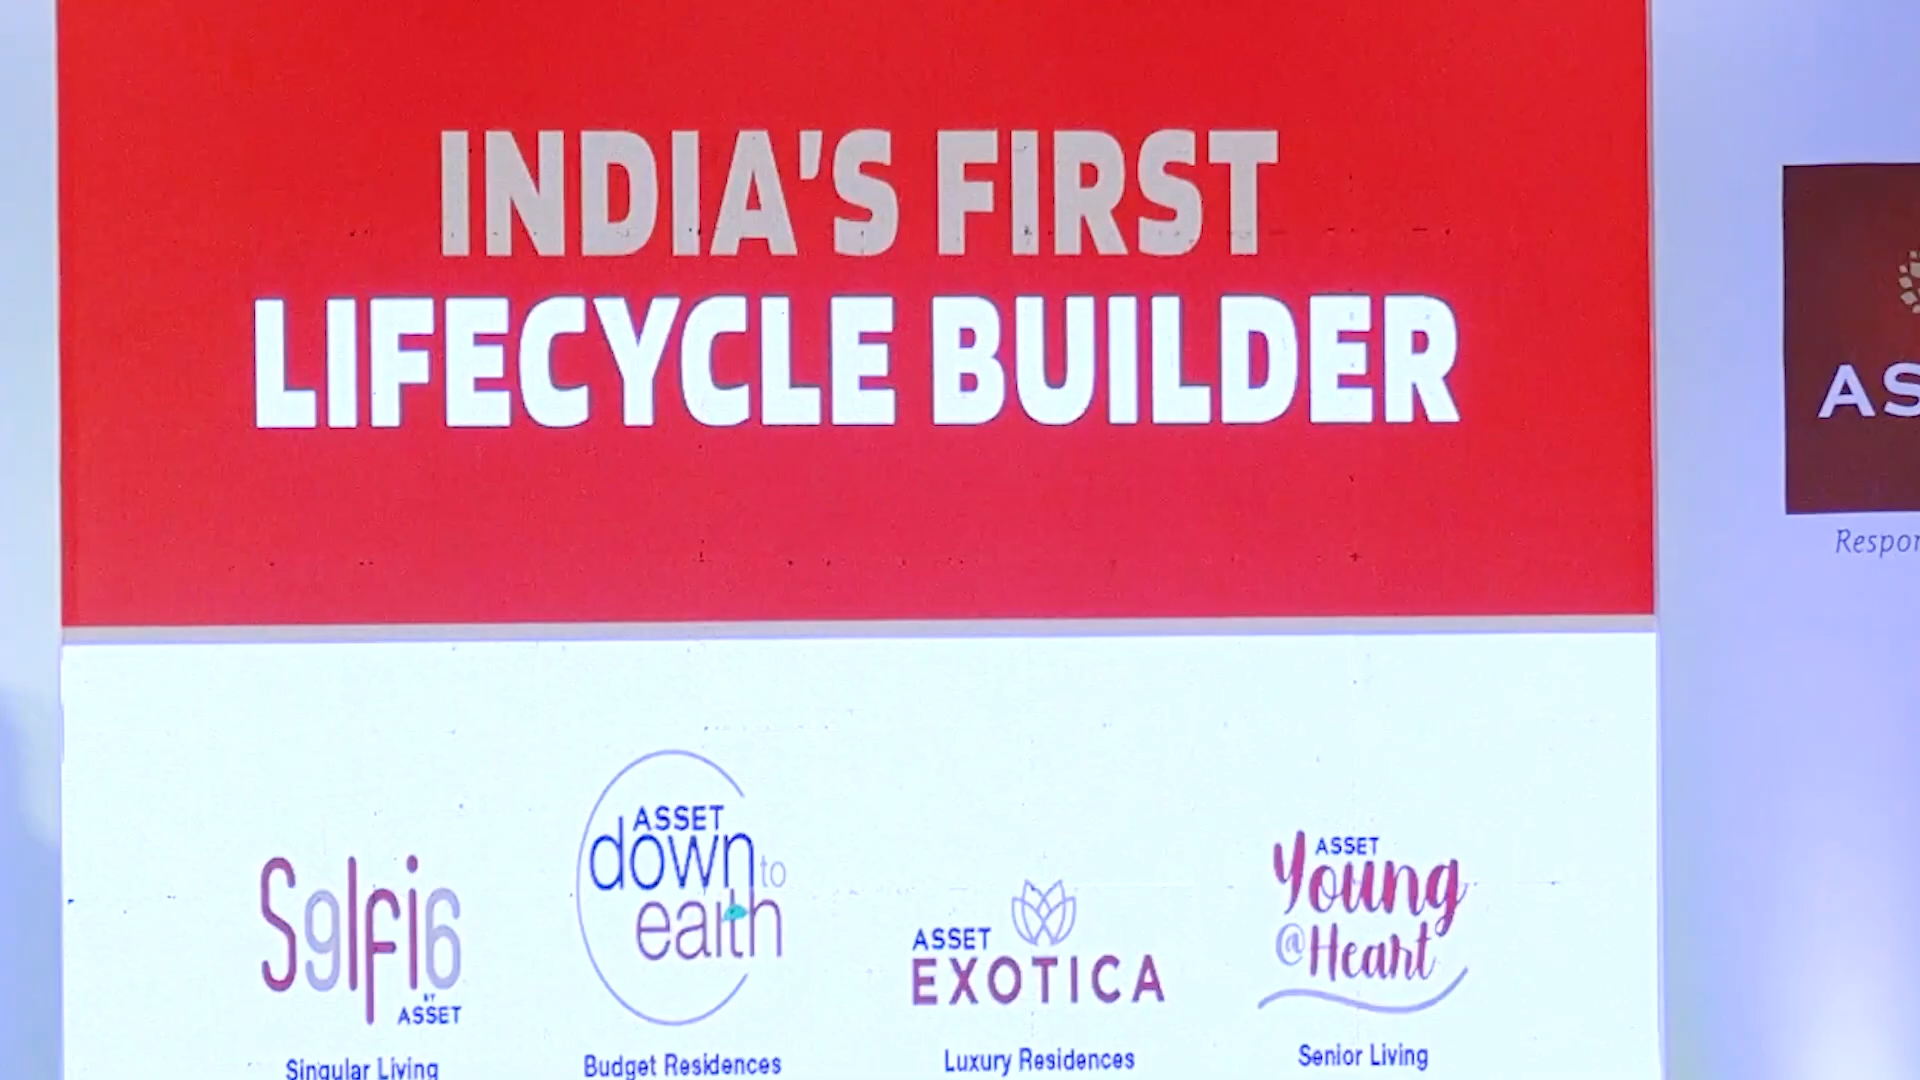 INDIA'S FIRST
LIFECYCLE BUILDER
AS
Respon
S9lfi6
BY
ASSET
Singular Living
ASSET
down to
earth
Budget Residences
ASSET
EXOTICA
Luxury Residences
ASSET
Young
@Heart
Senior Living